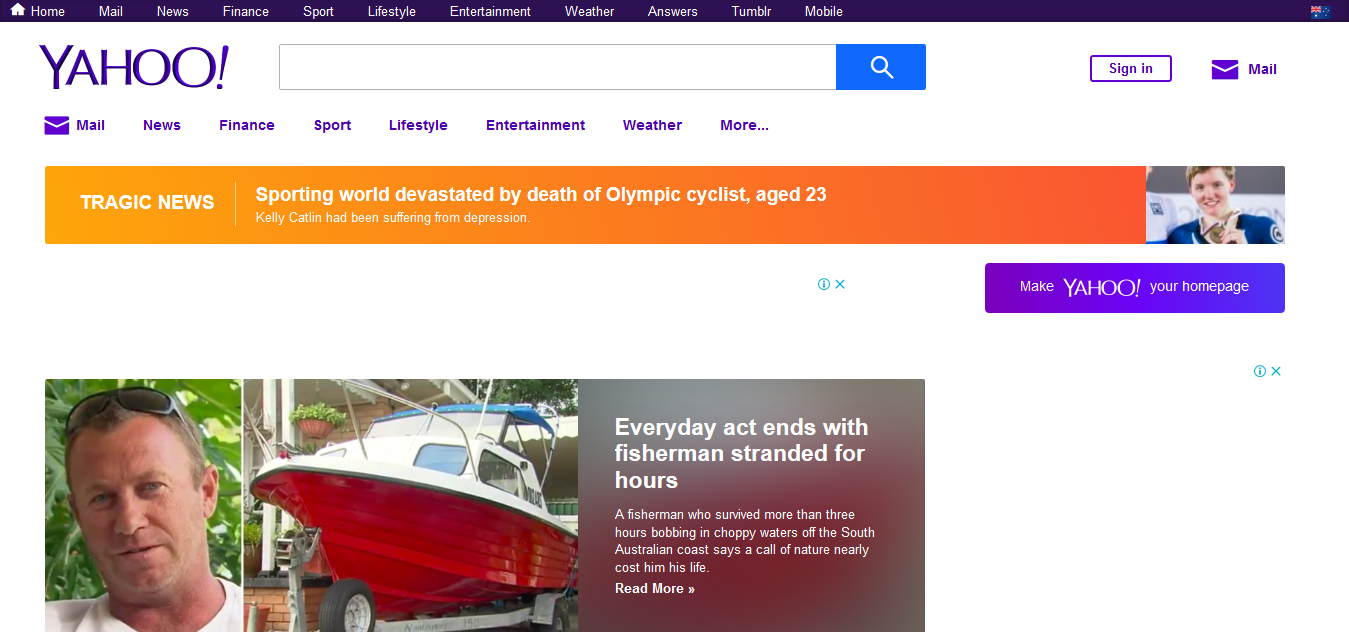 Home Mail News Finance Sport Lifestyle Entertainment Weather Answers Tumblr Mobile
YAHOO!
Sign in
Mail
Mail News Finance Sport Lifestyle Entertainment Weather More...
TRAGIC NEWS
Sporting world devastated by death of Olympic cyclist, aged 23
Kelly Catlin had been suffering from depression.
Make YAHOO! your homepage
Everyday act ends with
fisherman stranded for
hours
A fisherman who survived more than three
hours bobbing in choppy waters off the South
Australian coast says a call of nature nearly
cost him his life.
Read More »